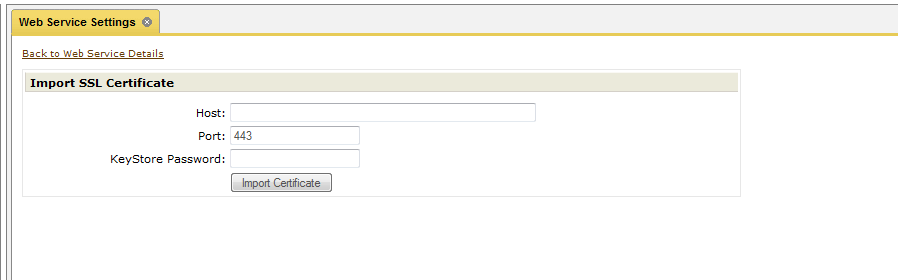 Web Service Settings
Back to Web Service Details
Import SSL Certificate
Host:
Port: 443
KeyStore Password:
Import Certificate